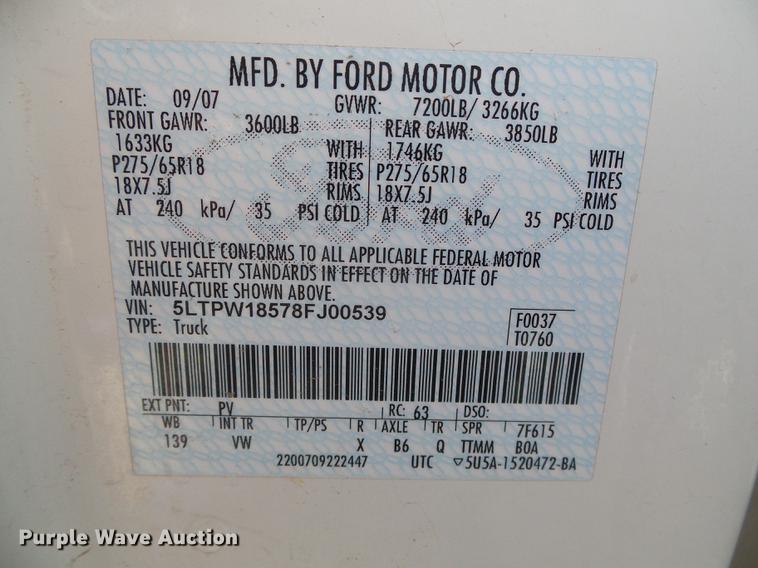 MFD. BY FORD MOTOR CO.
DATE: 09/07 GVWR: 7200LB/ 3266KG
FRONT GAWR: 3600LB REAR GAWR: 3850LB
1633KG WITH 1746KG WITH
P275/65R18 TIRES P275/65R18 TIRES
18X7.5J RIMS 18X7.5J RIMS
AT 240 kPa/ 35 PSI COLD AT 240 kPa/ 35 PSI COLD
THIS VEHICLE CONFORMS TO ALL APPLICABLE FEDERAL MOTOR
VEHICLE SAFETY STANDARDS IN EFFECT ON THE DATE OF
MANUFACTURE SHOWN ABOVE.
VIN: 5LTPW18578FJ00539
TYPE: Truck
F0037
T0760
EXT PNT: PV RC: 63 DSO:
WB INT TR TP/PS R AXLE TR SPR 7F615
139 VW X B6 Q TTMM BOA
2200709222447 UTC ▽5U5A-1520472-BA
Purple Wave Auction